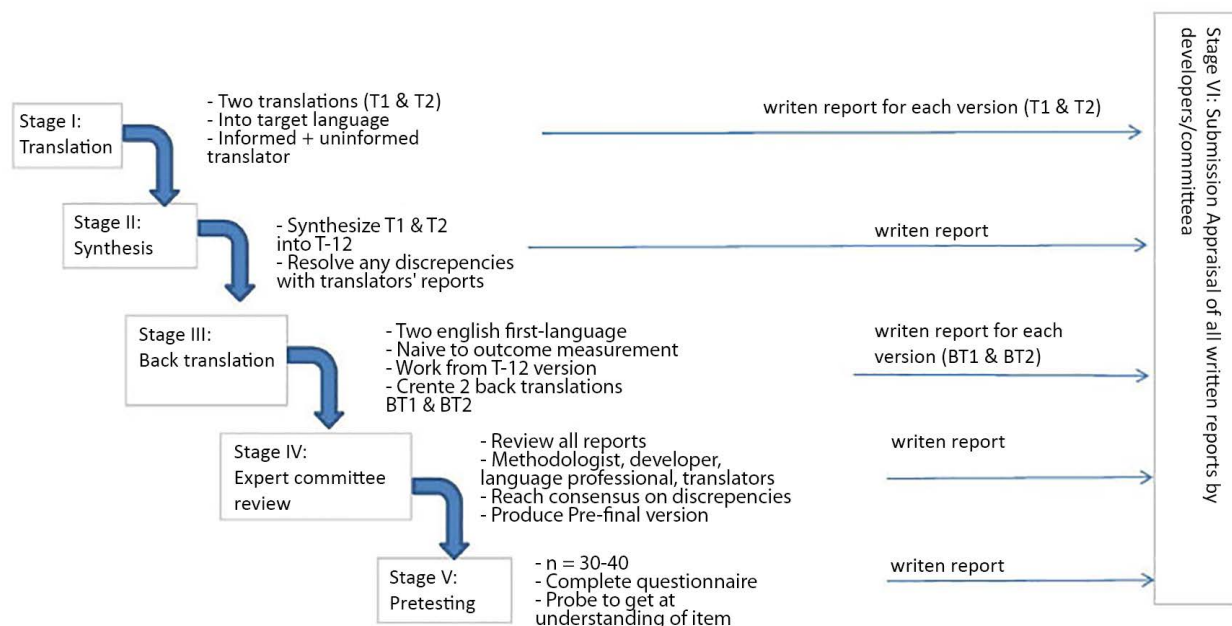 Stage I:
Translation
- Two translations (T1 & T2)
- Into target language
- Informed + uninformed
translator
writen report for each version (T1 & T2)
Stage II:
Synthesis
- Synthesize T1 & T2
into T-12
- Resolve any discrepencies
with translators' reports
writen report
Stage III:
Back translation
- Two english first-language
- Naive to outcome measurement
- Work from T-12 version
- Crente 2 back translations
BT1 & BT2
writen report for each
version (BT1 & BT2)
Stage IV:
Expert committee
review
- Review all reports
- Methodologist, developer,
language professional, translators
- Reach consensus on discrepencies
- Produce Pre-final version
writen report
Stage V:
Pretesting
- n = 30-40
- Complete questionnaire
- Probe to get at
understanding of item
writen report
Stage VI: Submission Appraisal of all written reports by
developers/committeea